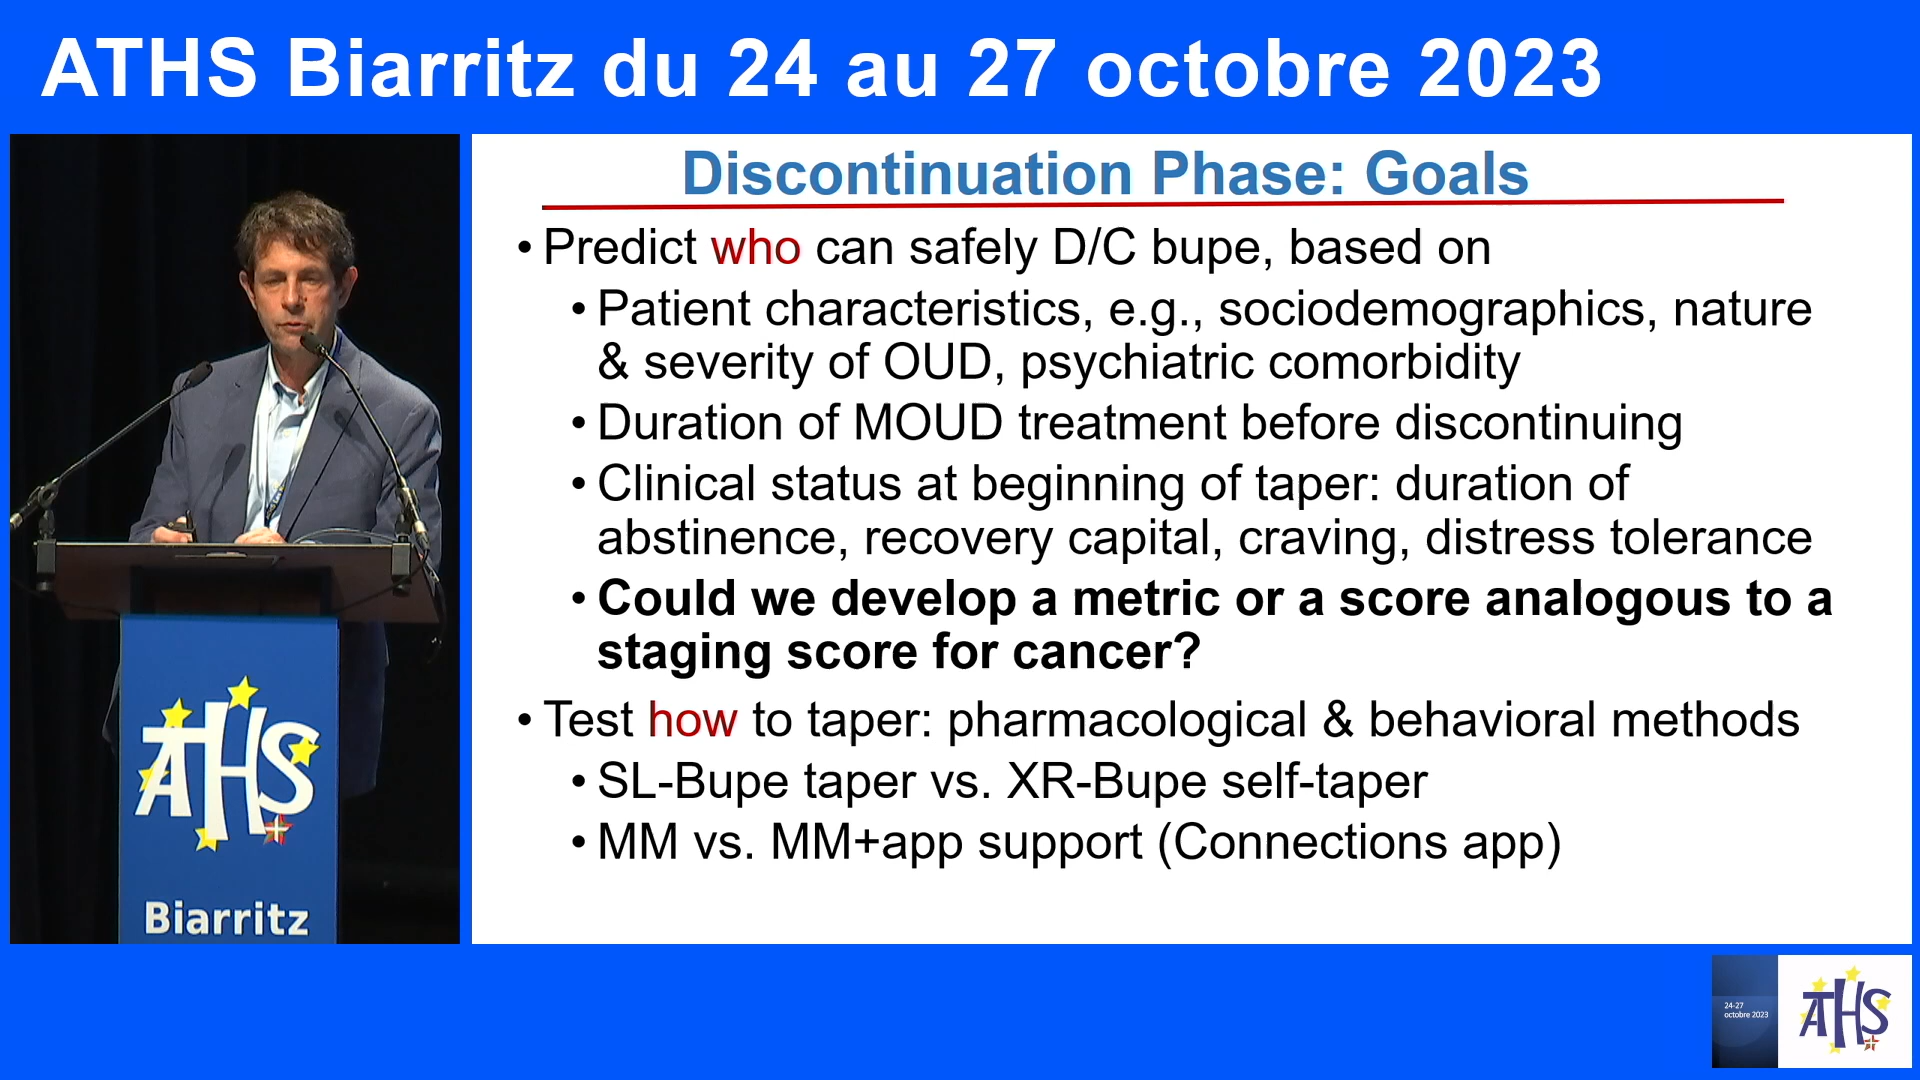 ATHS Biarritz du 24 au 27 octobre 2023
Discontinuation Phase: Goals
• Predict who can safely D/C bupe, based on
• Patient characteristics, e.g., sociodemographics, nature
& severity of OUD, psychiatric comorbidity
• Duration of MOUD treatment before discontinuing
• Clinical status at beginning of taper: duration of
abstinence, recovery capital, craving, distress tolerance
• Could we develop a metric or a score analogous to a
staging score for cancer?
• Test how to taper: pharmacological & behavioral methods
• SL-Bupe taper vs. XR-Bupe self-taper
• MM vs. MM+app support (Connections app)
ATHS
Biarritz
24-27
octobre 2023
ATHS